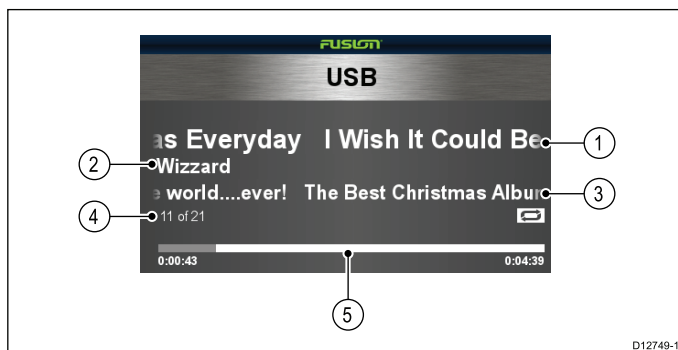 FUSION
USB
as Everyday I Wish It Could Be
Wizzard
e world....ever! The Best Christmas Albu
11 of 21
0:00:43 0:04:39
1
2
3
4
5
D12749-1